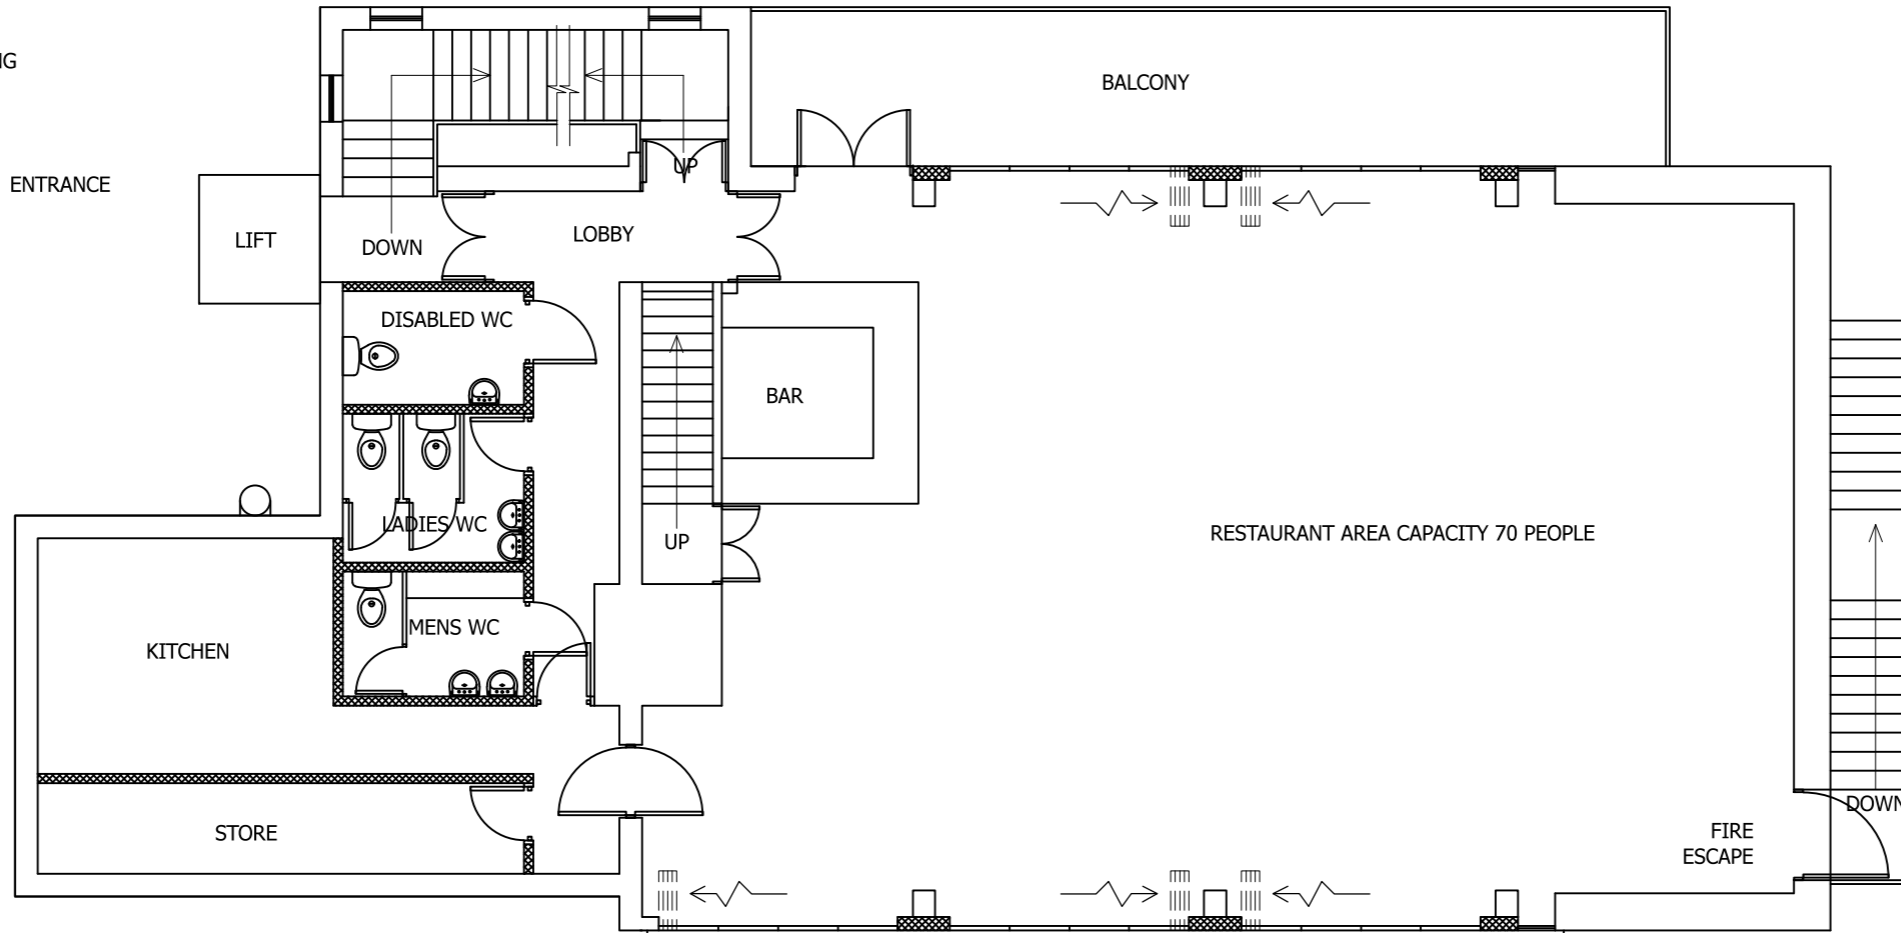 BALCONY
ENTRANCE
UP
LIFT
DOWN
LOBBY
DISABLED WC
BAR
LADIES WC
UP
RESTAURANT AREA CAPACITY 70 PEOPLE
MENS WC
KITCHEN
DOWN
STORE
FIRE
ESCAPE